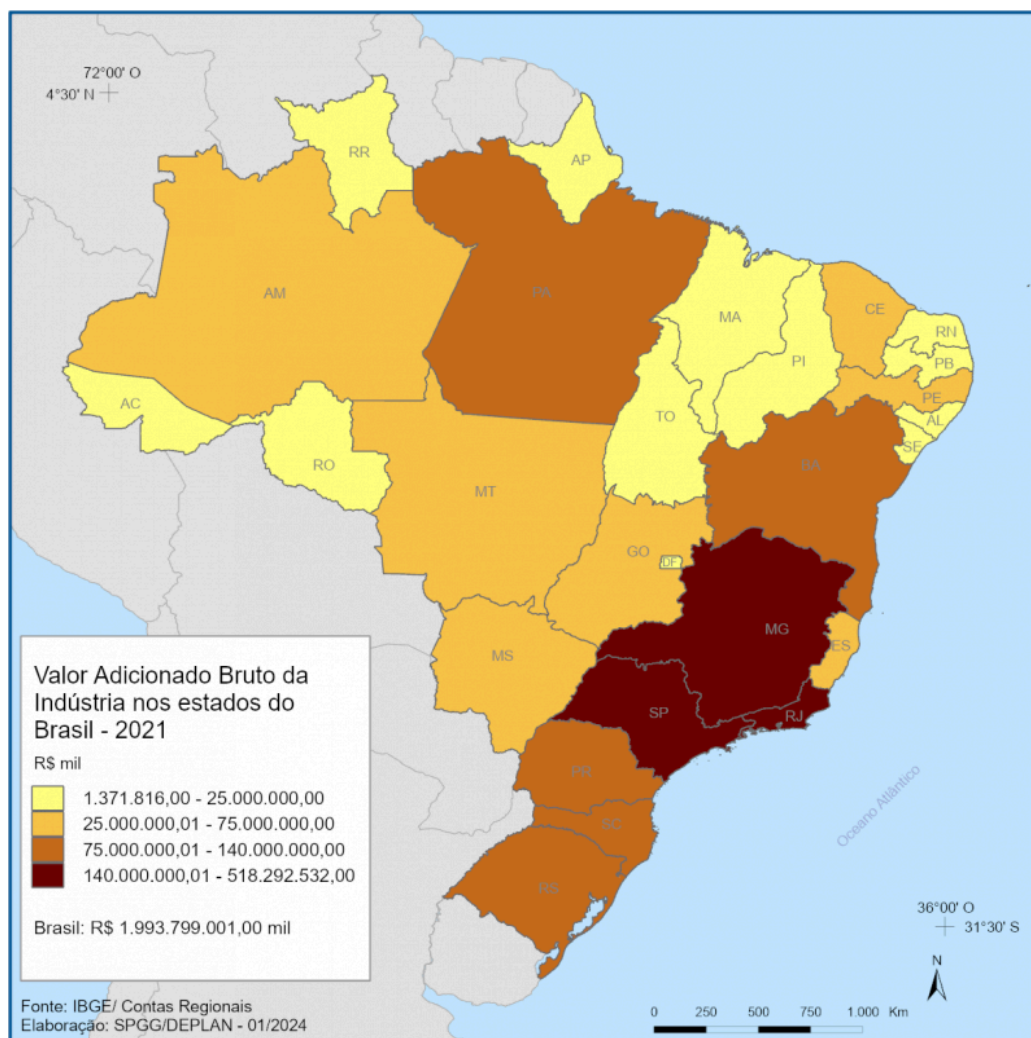 72°00' O
4°30' N
RR
AP
AM
PA
MA
CE
RN
PB
PI
PE
AC
TO
AL
SE
RO
BA
MT
GO
DF
MG
ES
MS
SP
RJ
PR
SC
RS
Oceano Atlântico
Valor Adicionado Bruto da
Indústria nos estados do
Brasil - 2021
R$ mil
1.371.816,00 - 25.000.000,00
25.000.000,01 - 75.000.000,00
75.000.000,01 - 140.000.000,00
140.000.000,01 - 518.292.532,00
Brasil: R$ 1.993.799.001,00 mil
36°00' O
31°30' S
N
Fonte: IBGE/ Contas Regionais
Elaboração: SPGG/DEPLAN - 01/2024
0 250 500 750 1.000 Km